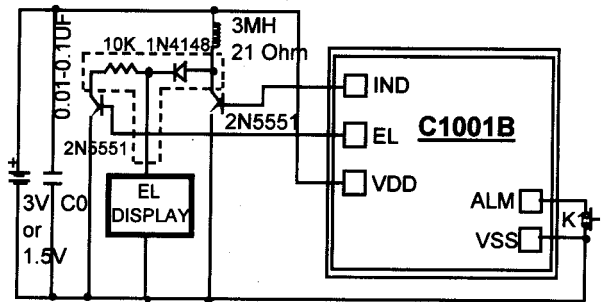 3MH
21 Ohm
10K 1N4148
0.01-0.1UF
2N5551
2N5551
EL
DISPLAY
3V
or
1.5V
C0
IND
EL
VDD
C1001B
ALM
VSS
K1